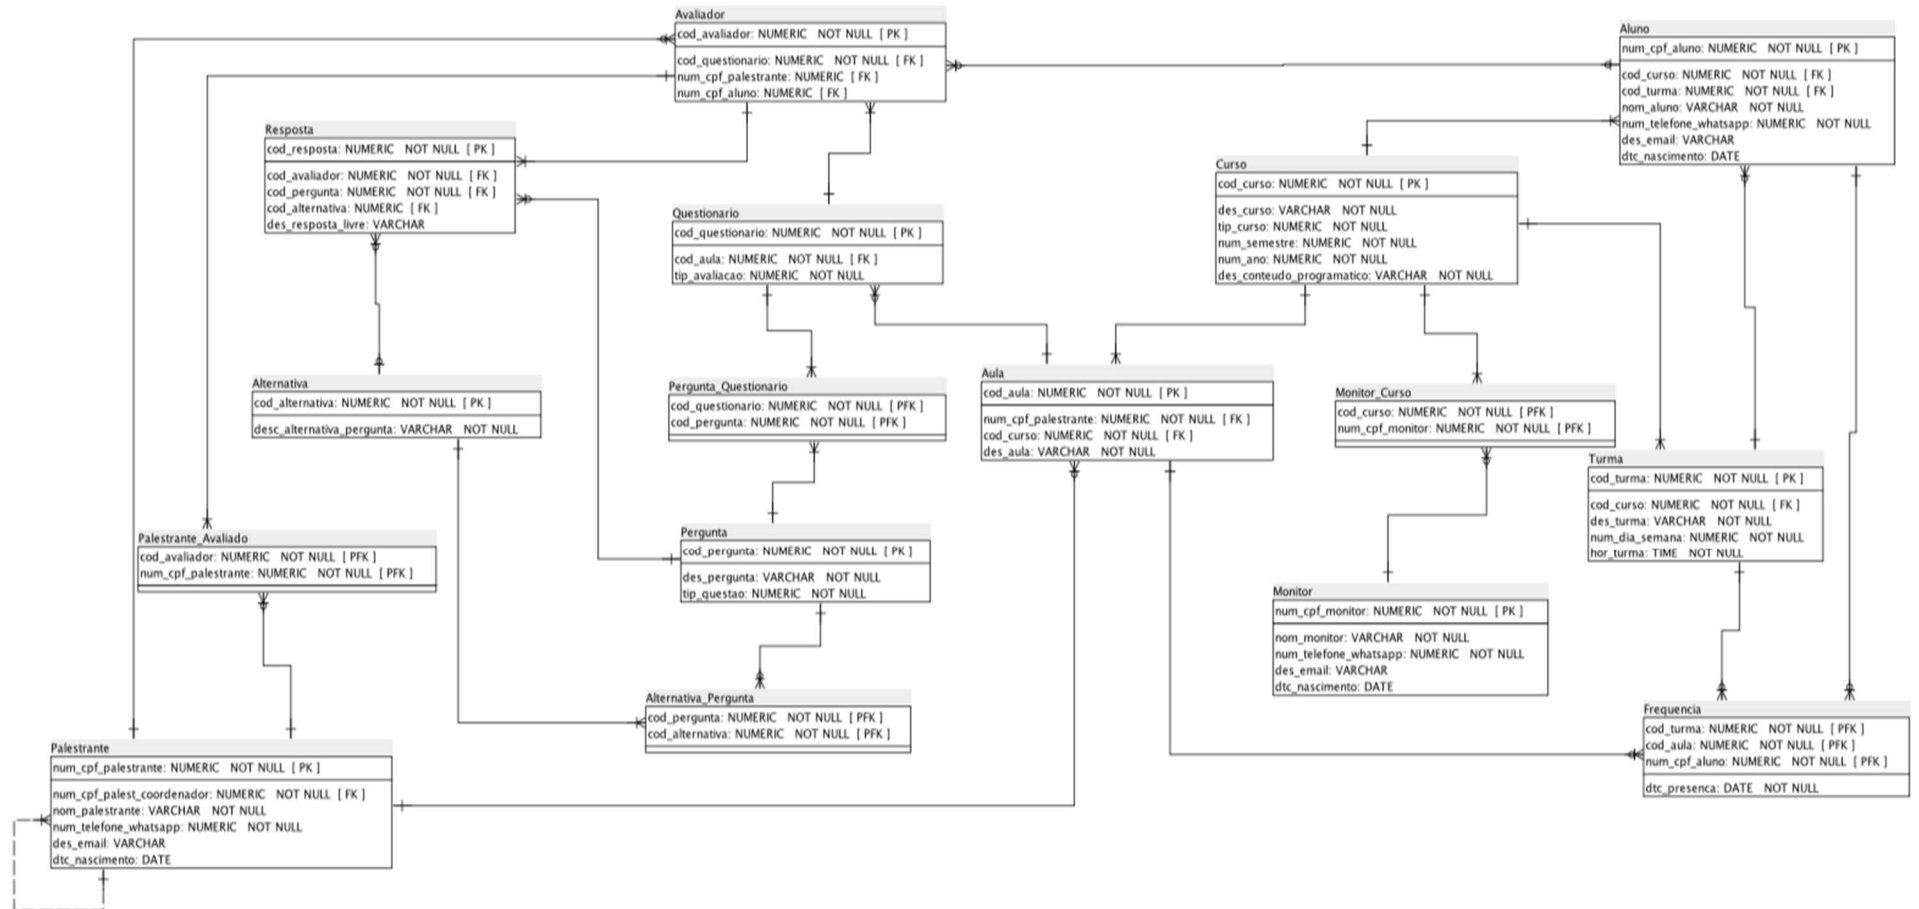 Avaliador
cod_avaliador: NUMERIC NOT NULL [ PK ]
cod_questionario: NUMERIC NOT NULL [ FK ]
num_cpf_palestrante: NUMERIC [ FK ]
num_cpf_aluno: NUMERIC [ FK ]
Aluno
num_cpf_aluno: NUMERIC NOT NULL [ PK ]
cod_curso: NUMERIC NOT NULL [ FK ]
cod_turma: NUMERIC NOT NULL [ FK ]
nom_aluno: VARCHAR NOT NULL
num_telefone_whatsapp: NUMERIC NOT NULL
des_email: VARCHAR
dtc_nascimento: DATE
Resposta
cod_resposta: NUMERIC NOT NULL [ PK ]
cod_avaliador: NUMERIC NOT NULL [ FK ]
cod_pergunta: NUMERIC NOT NULL [ FK ]
cod_alternativa: NUMERIC [ FK ]
des_resposta_livre: VARCHAR
Questionario
cod_questionario: NUMERIC NOT NULL [ PK ]
cod_aula: NUMERIC NOT NULL [ FK ]
tip_avaliacao: NUMERIC NOT NULL
Curso
cod_curso: NUMERIC NOT NULL [ PK ]
des_curso: VARCHAR NOT NULL
tip_curso: NUMERIC NOT NULL
num_semestre: NUMERIC NOT NULL
num_ano: NUMERIC NOT NULL
des_conteudo_programatico: VARCHAR NOT NULL
Alternativa
cod_alternativa: NUMERIC NOT NULL [ PK ]
desc_alternativa_pergunta: VARCHAR NOT NULL
Pergunta_Questionario
cod_questionario: NUMERIC NOT NULL [ PFK ]
cod_pergunta: NUMERIC NOT NULL [ PFK ]
Aula
cod_aula: NUMERIC NOT NULL [ PK ]
num_cpf_palestrante: NUMERIC NOT NULL [ FK ]
cod_curso: NUMERIC NOT NULL [ FK ]
des_aula: VARCHAR NOT NULL
Monitor_Curso
cod_curso: NUMERIC NOT NULL [ PFK ]
num_cpf_monitor: NUMERIC NOT NULL [ PFK ]
Turma
cod_turma: NUMERIC NOT NULL [ PK ]
cod_curso: NUMERIC NOT NULL [ FK ]
des_turma: VARCHAR NOT NULL
num_dia_semana: NUMERIC NOT NULL
hor_turma: TIME NOT NULL
Palestrante_Avaliado
cod_avaliador: NUMERIC NOT NULL [ PFK ]
num_cpf_palestrante: NUMERIC NOT NULL [ PFK ]
Pergunta
cod_pergunta: NUMERIC NOT NULL [ PK ]
des_pergunta: VARCHAR NOT NULL
tip_questao: NUMERIC NOT NULL
Monitor
num_cpf_monitor: NUMERIC NOT NULL [ PK ]
nom_monitor: VARCHAR NOT NULL
num_telefone_whatsapp: NUMERIC NOT NULL
des_email: VARCHAR
dtc_nascimento: DATE
Alternativa_Pergunta
cod_pergunta: NUMERIC NOT NULL [ PFK ]
cod_alternativa: NUMERIC NOT NULL [ PFK ]
Frequencia
cod_turma: NUMERIC NOT NULL [ PFK ]
cod_aula: NUMERIC NOT NULL [ PFK ]
num_cpf_aluno: NUMERIC NOT NULL [ PFK ]
dtc_presenca: DATE NOT NULL
Palestrante
num_cpf_palestrante: NUMERIC NOT NULL [ PK ]
num_cpf_palest_coordenador: NUMERIC NOT NULL [ FK ]
nom_palestrante: VARCHAR NOT NULL
num_telefone_whatsapp: NUMERIC NOT NULL
des_email: VARCHAR
dtc_nascimento: DATE